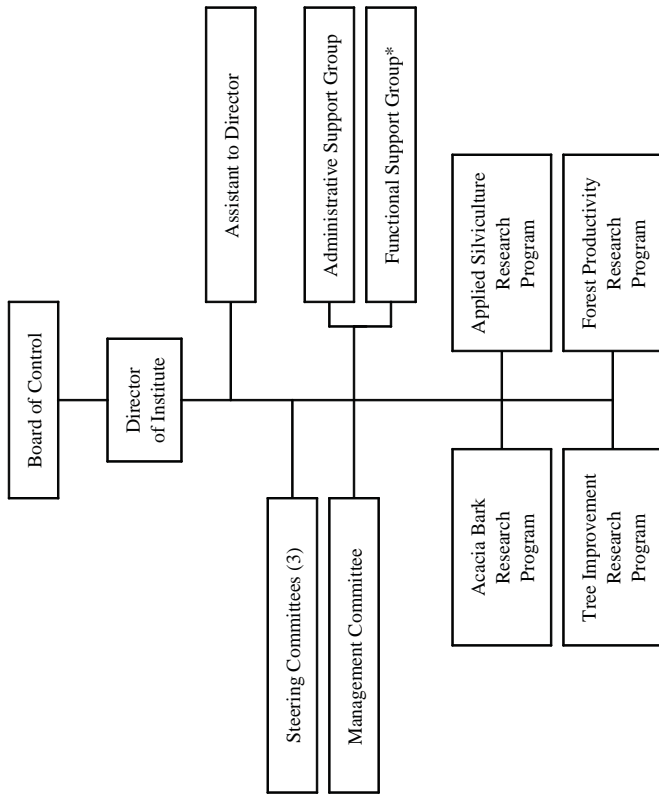 Board of Control
Director
of Institute
Assistant to Director
Steering Committees (3)
Management Committee
Administrative Support Group
Functional Support Group*
Acacia Bark
Research
Program
Applied Silviculture
Research
Program
Tree Improvement
Research
Program
Forest Productivity
Research
Program